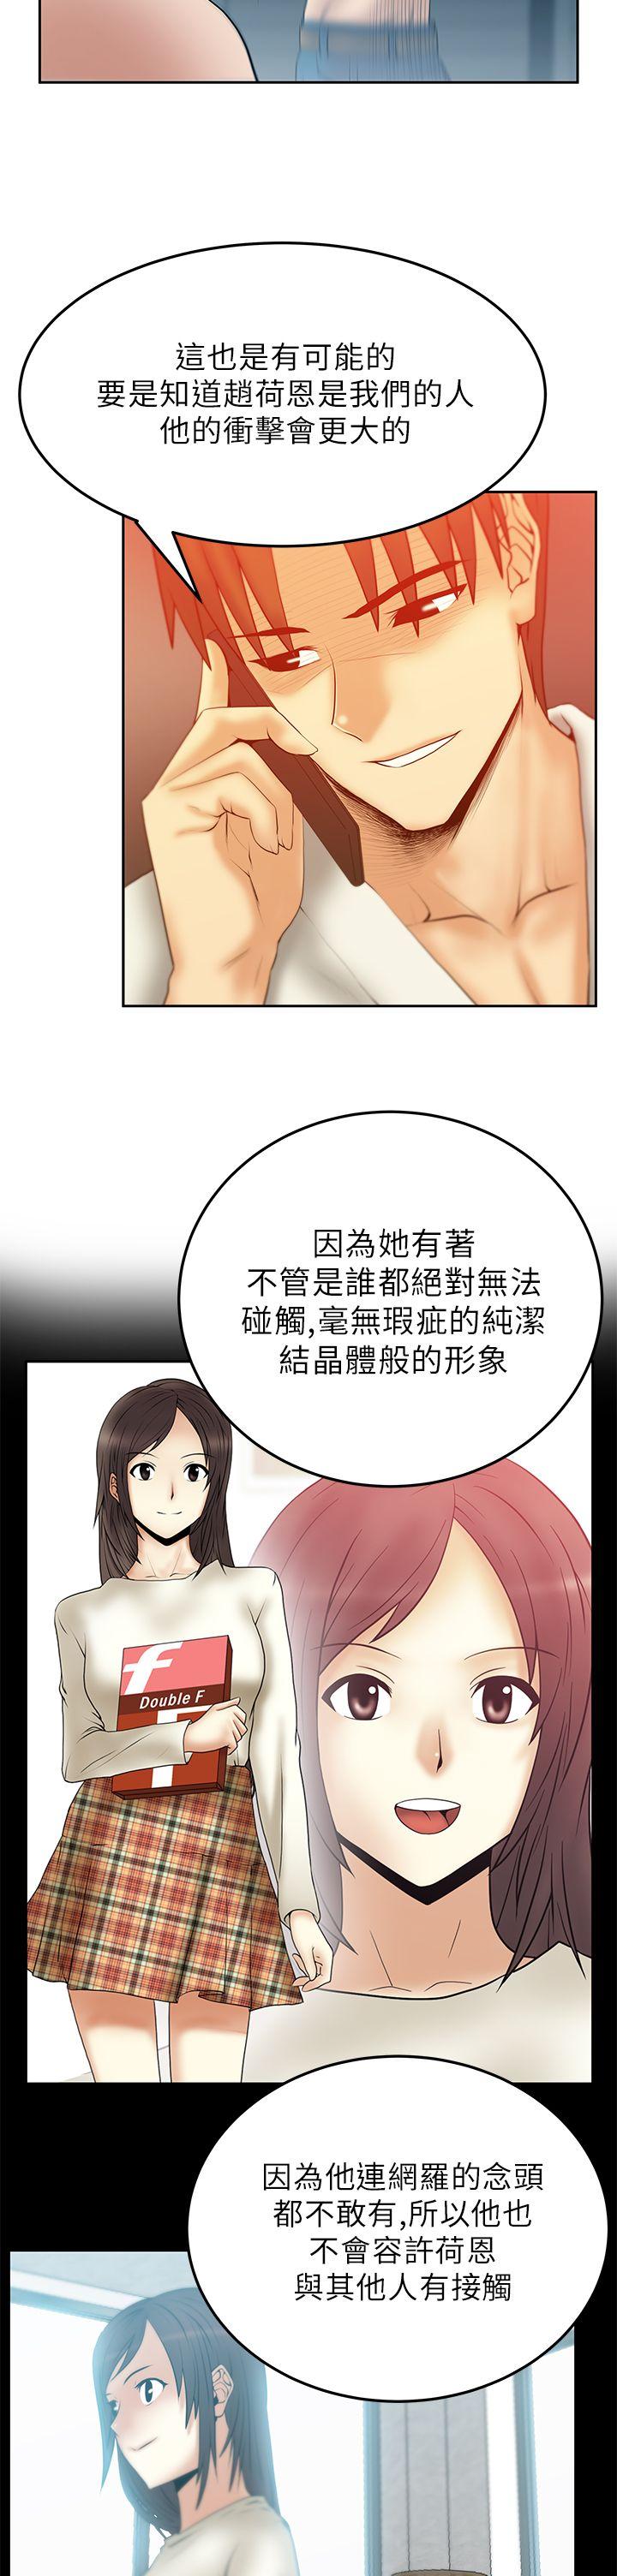 這也是有可能的
要是知道趙荷恩是我們的人
他的衝擊會更大的
因為她有著
不管是誰都絕對無法
碰觸,毫無瑕疵的純潔
結晶體般的形象
f
Double F
因為他連網羅的念頭
都不敢有,所以他也
不會容許荷恩
與其他人有接觸